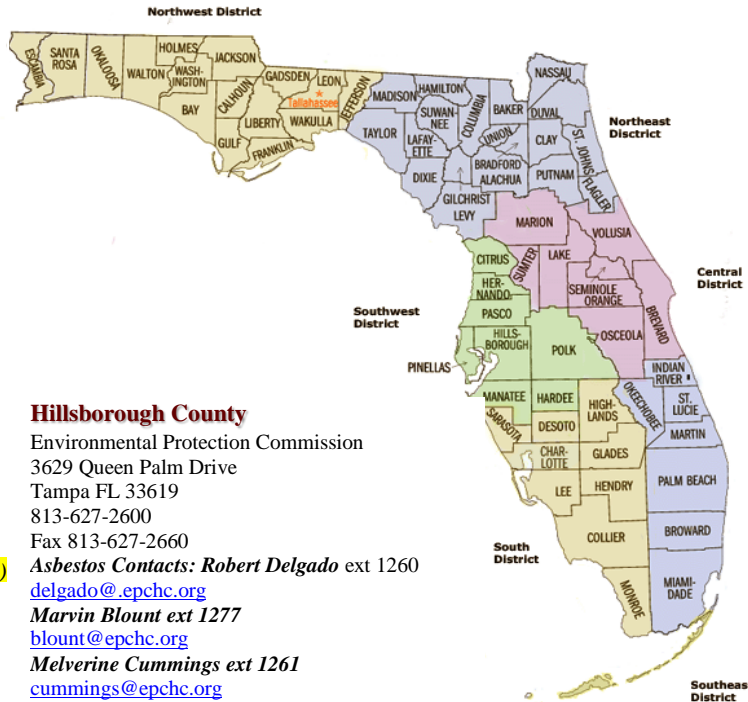 Northwest District
ESCAMBIA
SANTA
ROSA
OKALOOSA
WALTON
HOLMES
WASH-
INGTON
JACKSON
BAY
CALHOUN
GULF
GADSDEN
LIBERTY
FRANKLIN
LEON
Tallahassee
WAKULLA
JEFFERSON
MADISON
TAYLOR
HAMILTON
SUWAN-
NEE
LAFAY-
ETTE
DIXIE
COLUMBIA
GILCHRIST
LEVY
BAKER
UNION
BRADFORD
ALACHUA
NASSAU
DUVAL
CLAY
PUTNAM
ST. JOHNS
FLAGLER
Northeast
Disctrict
MARION
VOLUSIA
LAKE
SUMTER
SEMINOLE
ORANGE
OSCEOLA
BREVARD
Central
District
CITRUS
HER-
NANDO
PASCO
HILLS-
BOROUGH
PINELLAS
POLK
MANATEE
HARDEE
Southwest
District
SARASOTA
DESOTO
HIGH-
LANDS
CHAR-
LOTTE
GLADES
LEE
HENDRY
COLLIER
MONROE
South
District
INDIAN
RIVER
OKEECHOBEE
ST.
LUCIE
MARTIN
PALM BEACH
BROWARD
MIAMI-
DADE
Southeas
District
Hillsborough County
Environmental Protection Commission
3629 Queen Palm Drive
Tampa FL 33619
813-627-2600
Fax 813-627-2660
) Asbestos Contacts: Robert Delgado ext 1260
delgado@.epchc.org
Marvin Blount ext 1277
blount@epchc.org
Melverine Cummings ext 1261
cummings@epchc.org